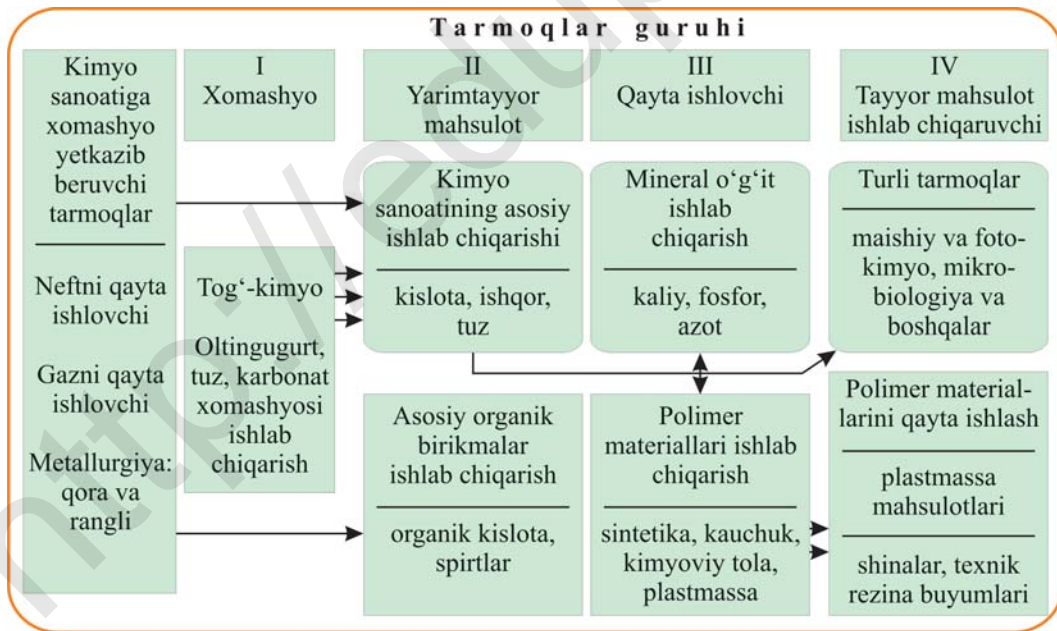 Tarmoqlar guruhi
Kimyo
sanoatiga
xomashyo
yetkazib
beruvchi
tarmoqlar
Neftni qayta
ishlovchi
Gazni qayta
ishlovchi
Metallurgiya:
qora va
rangli
I
Xomashyo
Tog‘-kimyo
Oltingugurt,
tuz, karbonat
xomashyosi
ishlab
chiqarish
II
Yarimtayyor
mahsulot
Kimyo
sanoatining asosiy
ishlab chiqarishi
kislota, ishqor,
tuz
Asosiy organik
birikmalar
ishlab chiqarish
organik kislota,
spirtlar
III
Qayta ishlovchi
Mineral o‘g‘it
ishlab
chiqarish
kaliy, fosfor,
azot
Polimer
materiallari ishlab
chiqarish
sintetika, kauchuk,
kimyoviy tola,
plastmassa
IV
Tayyor mahsulot
ishlab chiqaruvchi
Turli tarmoqlar
maishiy va foto-
kimyo, mikro-
biologiya va
boshqalar
Polimer material-
larini qayta ishlash
plastmassa
mahsulotlari
shinalar, texnik
rezina buyumlari
http://edup